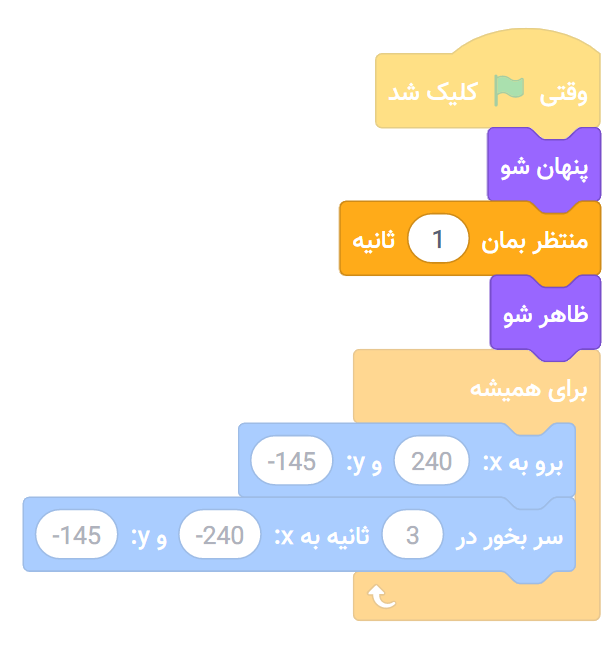 وقتی کلیک شد
پنهان شو
منتظر بمان 1 ثانیه
ظاهر شو
برای همیشه
برو به x: 240 و y: -145
سر بخور در 3 ثانیه به x: -240 و y: -145